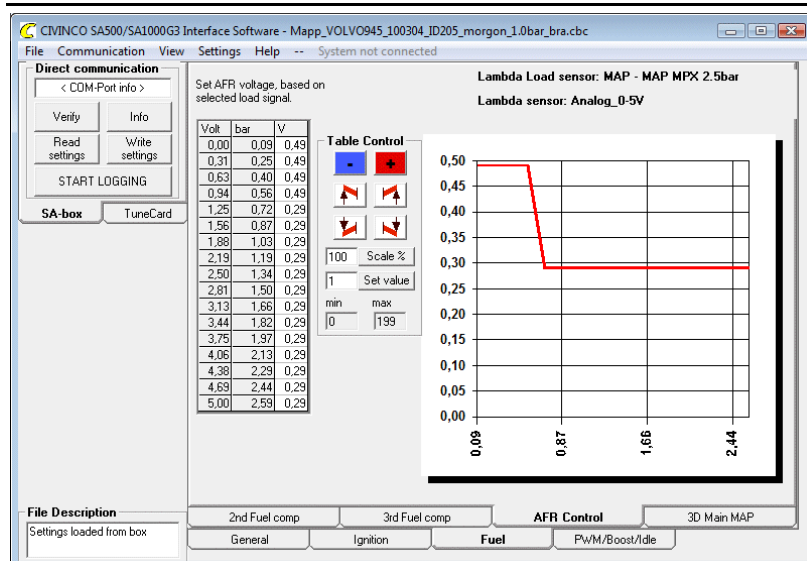 CIVINCO SA500/SA1000G3 Interface Software - Mapp_VOLVO945_100304_ID205_morgon_1.0bar_bra.cbc
File Communication View Settings Help -- System not connected
Direct communication
< COM-Port info >
Verify Info
Read settings Write settings
START LOGGING
SA-box TuneCard
Set AFR voltage, based on
selected load signal.
Lambda Load sensor: MAP - MAP MPX 2.5bar
Lambda sensor: Analog_0-5V
Volt bar V
0,00 0,09 0,49
0,31 0,25 0,49
0,63 0,40 0,49
0,94 0,56 0,49
1,25 0,72 0,29
1,56 0,87 0,29
1,88 1,03 0,29
2,19 1,19 0,29
2,50 1,34 0,29
2,81 1,50 0,29
3,13 1,66 0,29
3,44 1,82 0,29
3,75 1,97 0,29
4,06 2,13 0,29
4,38 2,29 0,29
4,69 2,44 0,29
5,00 2,59 0,29
Table Control
- +
100 Scale %
1 Set value
min max
0 199
0,50
0,45
0,40
0,35
0,30
0,25
0,20
0,15
0,10
0,05
0,00
0,09 0,87 1,66 2,44
2nd Fuel comp 3rd Fuel comp AFR Control 3D Main MAP
General Ignition Fuel PWM/Boost/Idle
File Description
Settings loaded from box